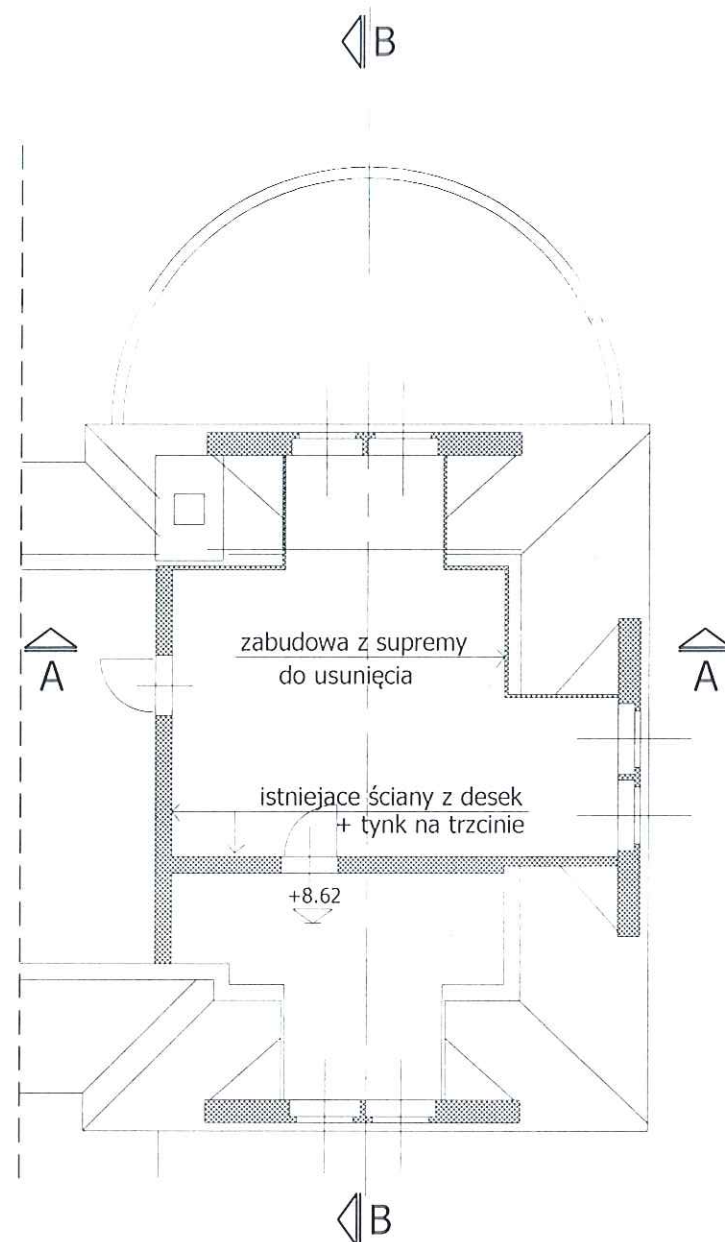 B
zabudowa z supremy
do usunięcia
A
A
istniejace ściany z desek
+ tynk na trzcinie
+8.62
B